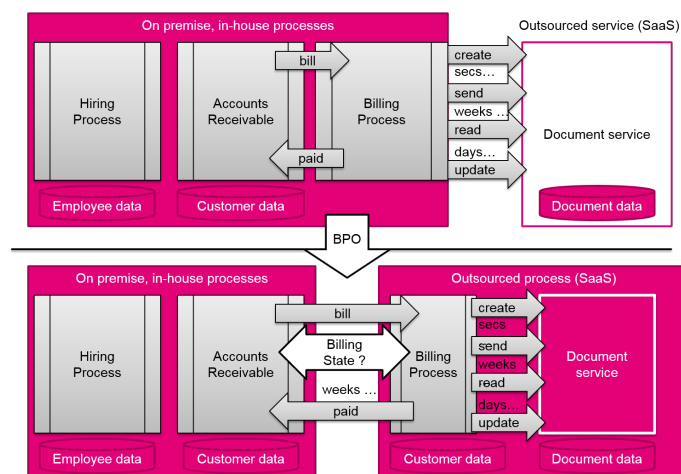 On premise, in-house processes
Outsourced service (SaaS)
Hiring
Process
Accounts
Receivable
Billing
Process
bill
paid
create
secs…
send
weeks …
read
days…
update
Document service
Employee data
Customer data
Document data
BPO
On premise, in-house processes
Outsourced process (SaaS)
Hiring
Process
Accounts
Receivable
bill
Billing
State ?
weeks …
paid
Billing
Process
create
secs
send
weeks
read
days…
update
Document
service
Employee data
Customer data
Customer data
Document data